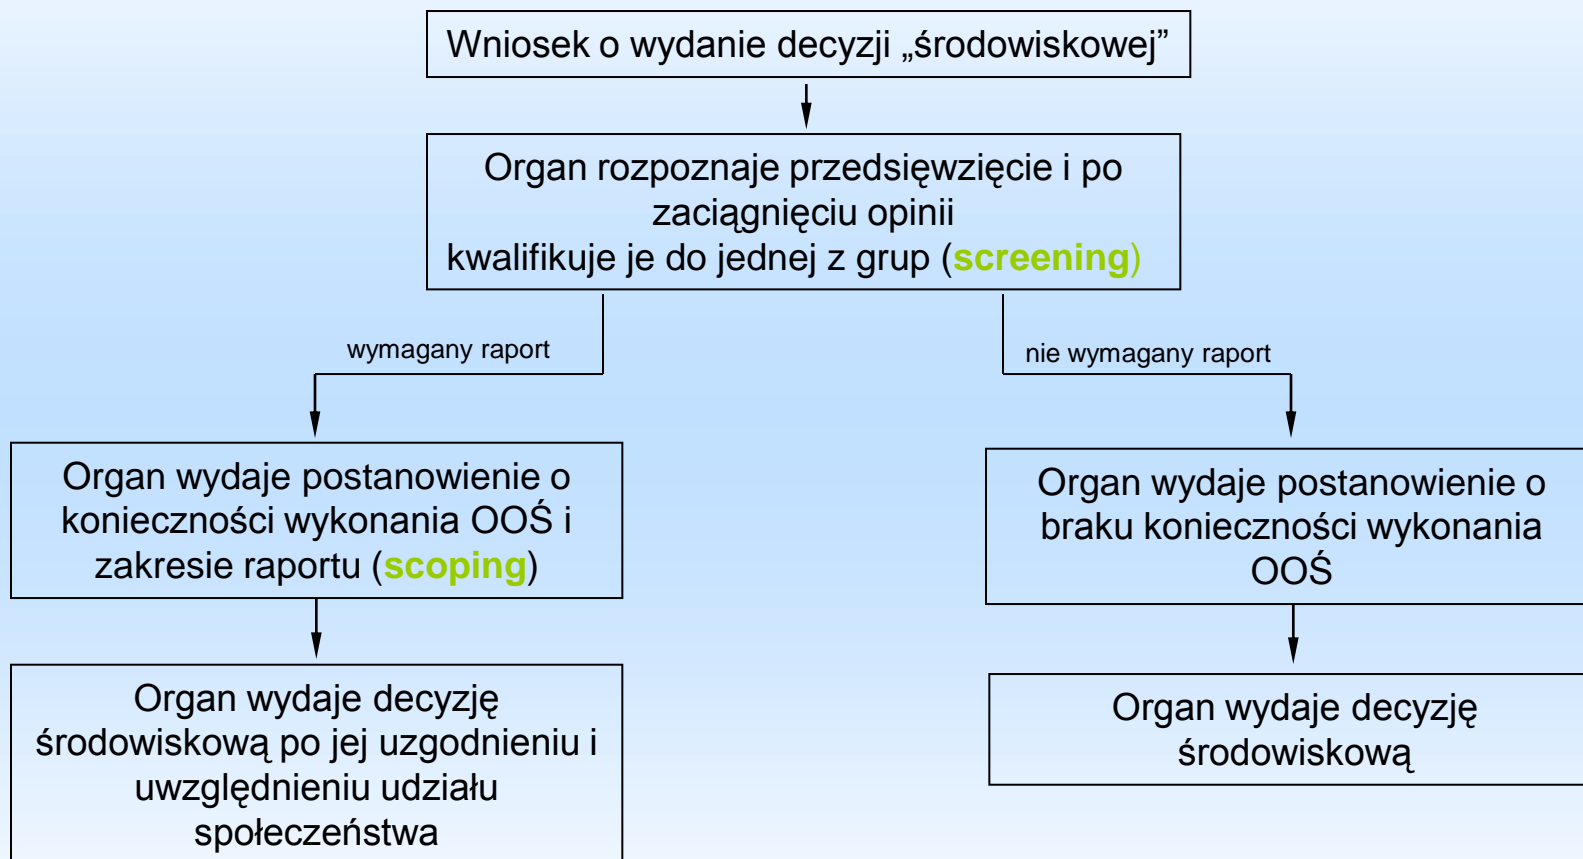 Wniosek o wydanie decyzji „środowiskowej”
Organ rozpoznaje przedsięwzięcie i po
zaciągnięciu opinii
kwalifikuje je do jednej z grup (screening)
wymagany raport
nie wymagany raport
Organ wydaje postanowienie o
konieczności wykonania OOŚ i
zakresie raportu (scoping)
Organ wydaje postanowienie o
braku konieczności wykonania
OOŚ
Organ wydaje decyzję
środowiskową po jej uzgodnieniu i
uwzględnieniu udziału
społeczeństwa
Organ wydaje decyzję
środowiskową